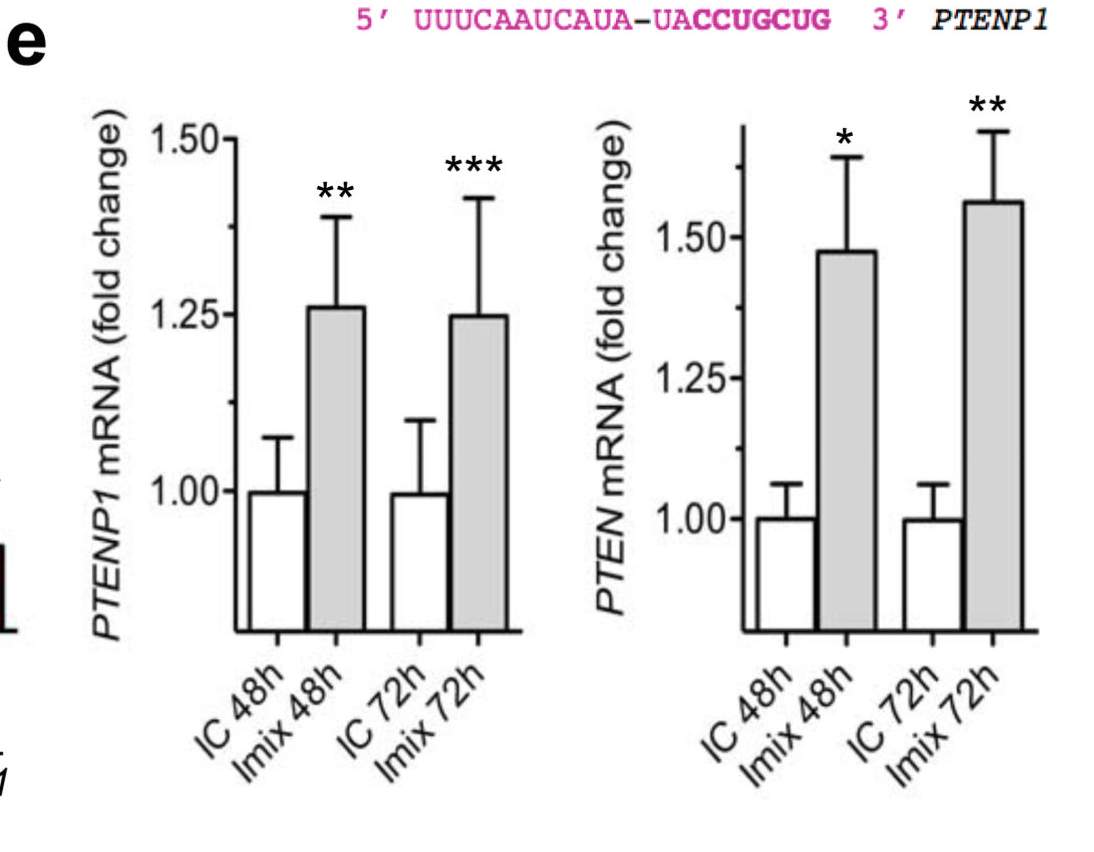 5′ UUUCAAUCAUA–UACCUGCUG 3′ PTENP1
e
PTENP1 mRNA (fold change)
1.50
1.25
1.00
**
***
IC 48h
Imix 48h
IC 72h
Imix 72h
PTEN mRNA (fold change)
1.50
1.25
1.00
*
**
IC 48h
Imix 48h
IC 72h
Imix 72h